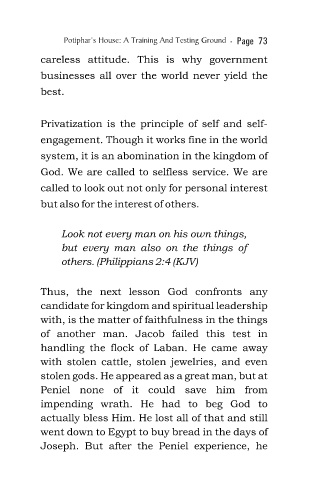 Potiphar's House: A Training And Testing Ground - Page 73
careless attitude. This is why government
businesses all over the world never yield the
best.
Privatization is the principle of self and self-
engagement. Though it works fine in the world
system, it is an abomination in the kingdom of
God. We are called to selfless service. We are
called to look out not only for personal interest
but also for the interest of others.
Look not every man on his own things,
but every man also on the things of
others. (Philippians 2:4 (KJV)
Thus, the next lesson God confronts any
candidate for kingdom and spiritual leadership
with, is the matter of faithfulness in the things
of another man. Jacob failed this test in
handling the flock of Laban. He came away
with stolen cattle, stolen jewelries, and even
stolen gods. He appeared as a great man, but at
Peniel none of it could save him from
impending wrath. He had to beg God to
actually bless Him. He lost all of that and still
went down to Egypt to buy bread in the days of
Joseph. But after the Peniel experience, he